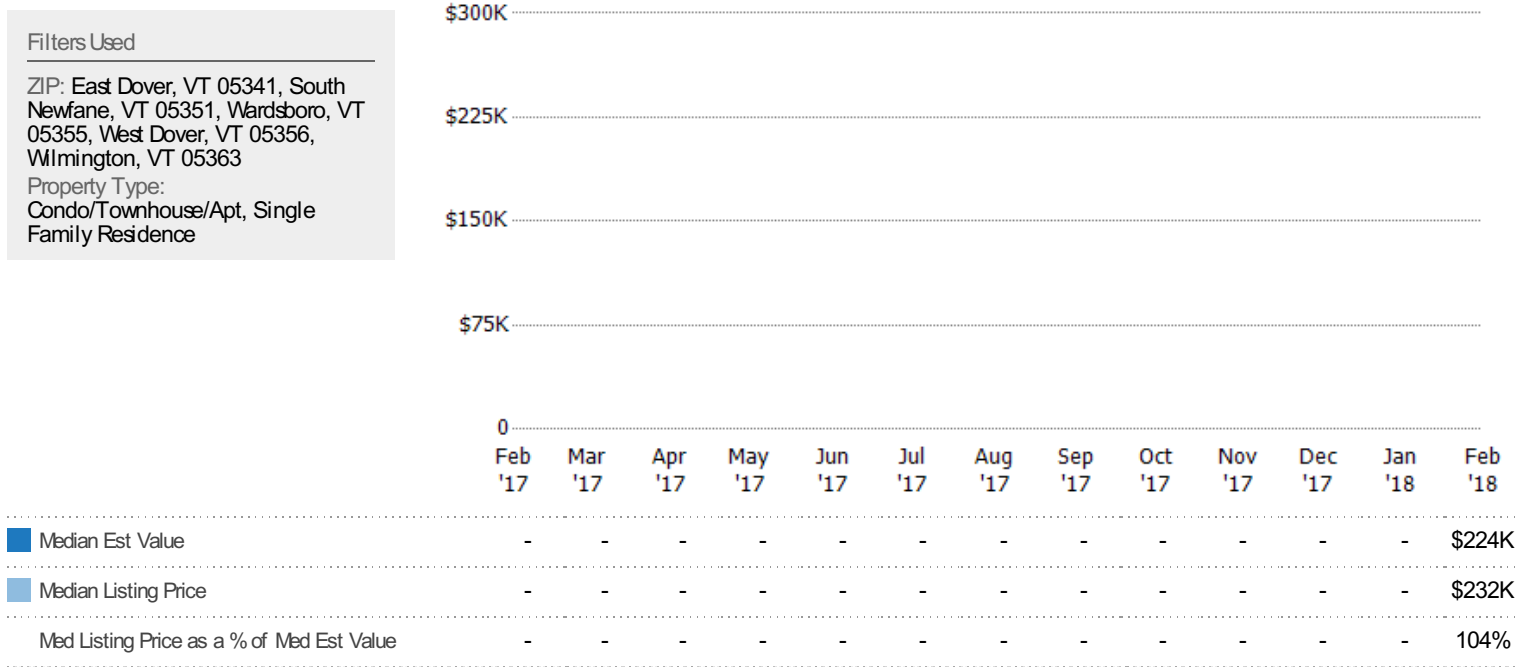 Filters Used
ZIP: East Dover, VT 05341, South
Newfane, VT 05351, Wardsboro, VT
05355, West Dover, VT 05356,
Wilmington, VT 05363
Property Type:
Condo/Townhouse/Apt, Single
Family Residence
$300K
$225K
$150K
$75K
0
Feb '17 Mar '17 Apr '17 May '17 Jun '17 Jul '17 Aug '17 Sep '17 Oct '17 Nov '17 Dec '17 Jan '18 Feb '18
Median Est Value - - - - - - - - - - - - $224K
Median Listing Price - - - - - - - - - - - - $232K
Med Listing Price as a % of Med Est Value - - - - - - - - - - - - 104%